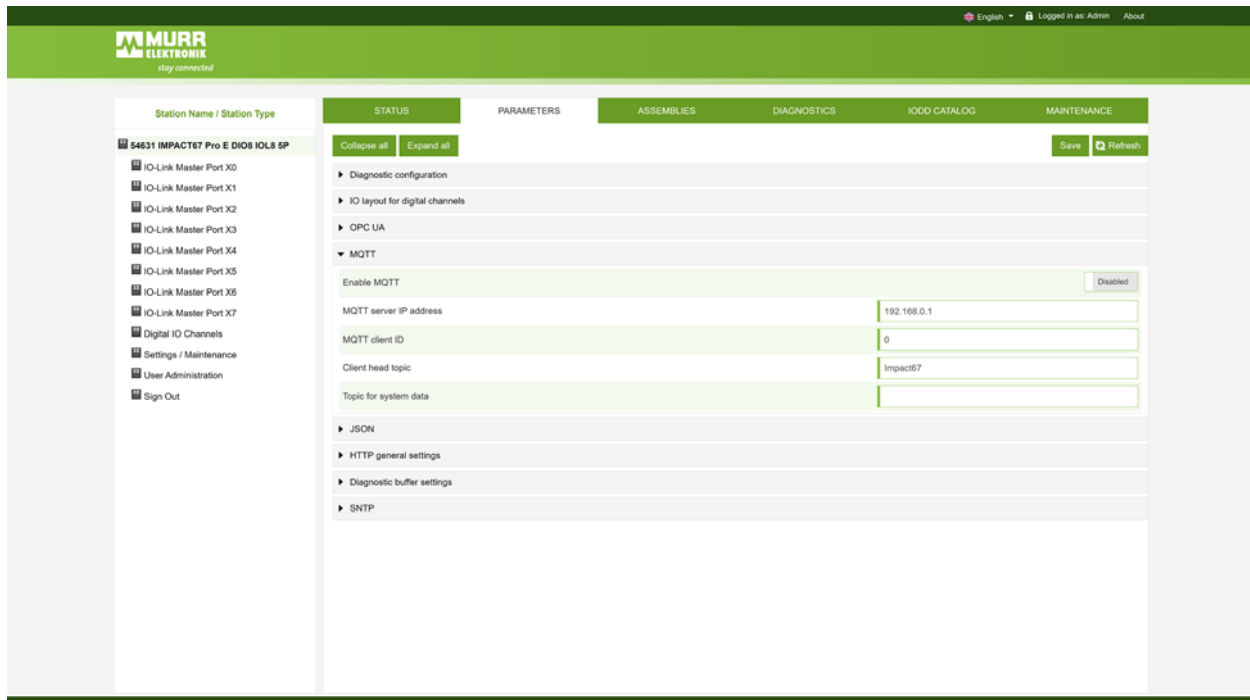 English Logged in as: Admin About
MURR
ELEKTRONIK
stay connected
Station Name / Station Type
54631 IMPACT67 Pro E DIO8 IOL8 5P
IO-Link Master Port X0
IO-Link Master Port X1
IO-Link Master Port X2
IO-Link Master Port X3
IO-Link Master Port X4
IO-Link Master Port X5
IO-Link Master Port X6
IO-Link Master Port X7
Digital IO Channels
Settings / Maintenance
User Administration
Sign Out
STATUS PARAMETERS ASSEMBLIES DIAGNOSTICS IODD CATALOG MAINTENANCE
Collapse all Expand all Save Refresh
Diagnostic configuration
IO layout for digital channels
OPC UA
MQTT
Enable MQTT Disabled
MQTT server IP address 192.168.0.1
MQTT client ID 0
Client head topic Impact67
Topic for system data
JSON
HTTP general settings
Diagnostic buffer settings
SNTP